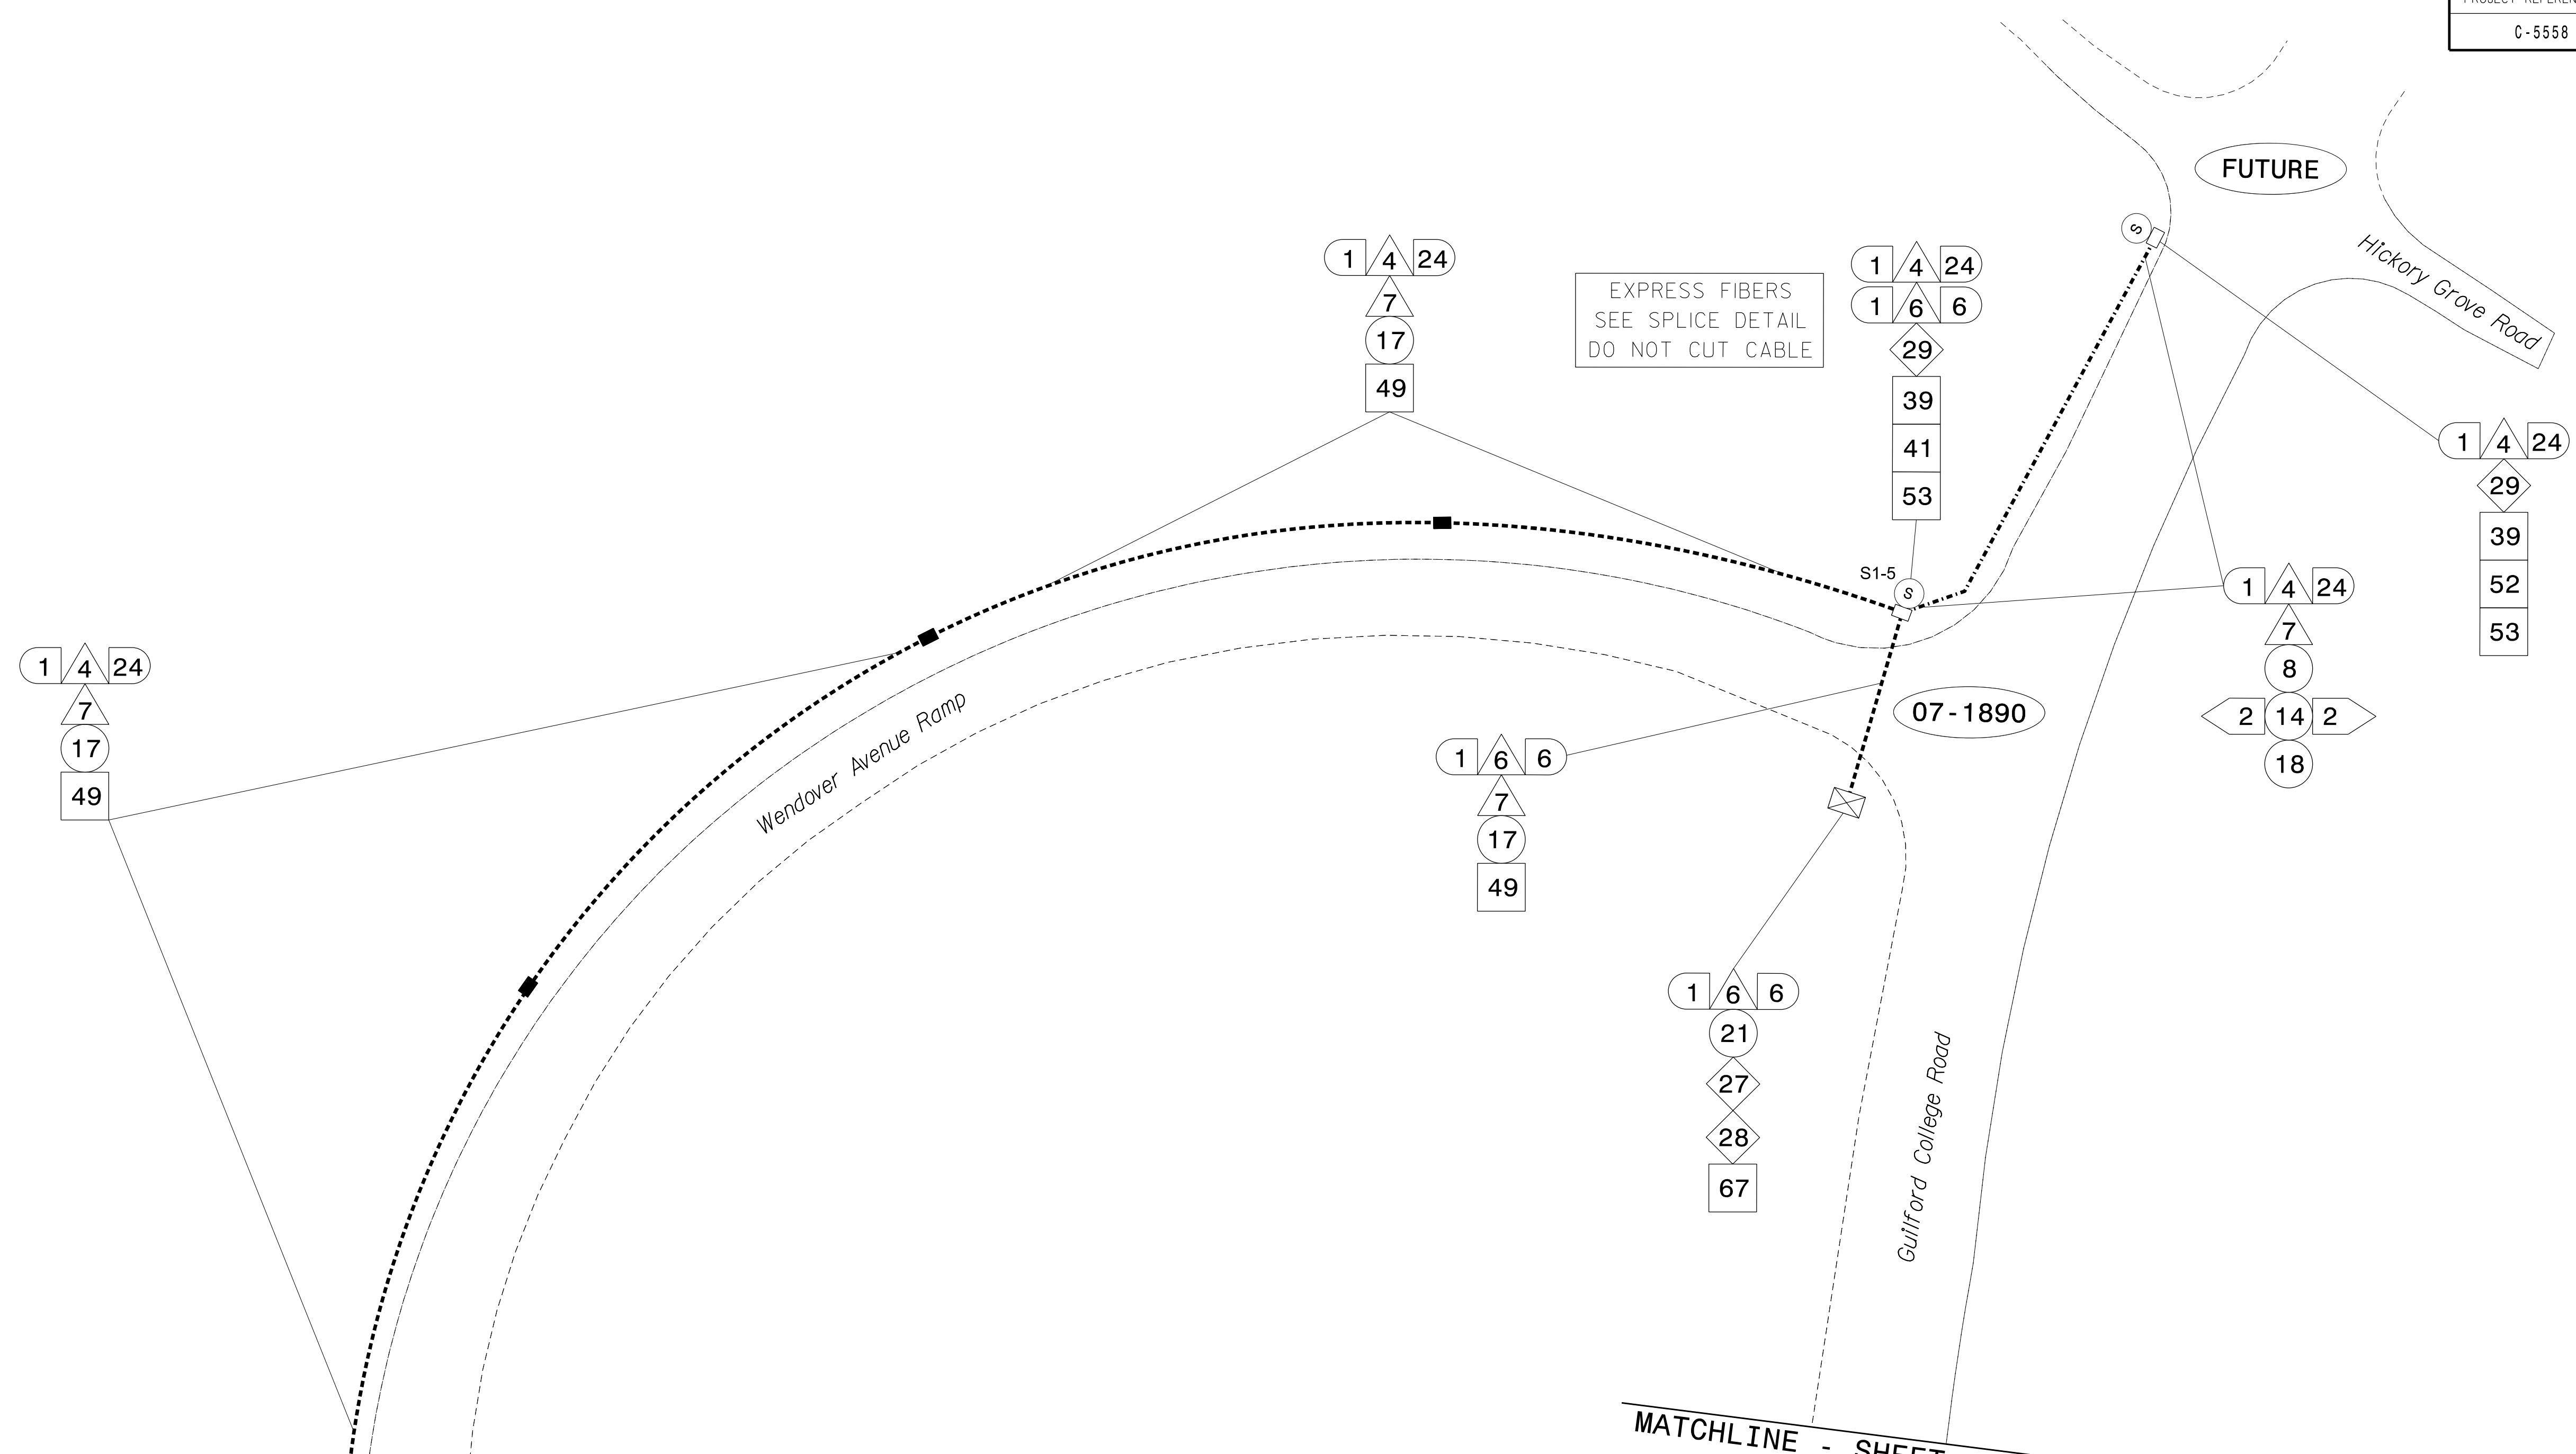 C-5558
FUTURE
Hickory Grove Road
S
1 4 24
7
17
49
EXPRESS FIBERS
SEE SPLICE DETAIL
DO NOT CUT CABLE
1 4 24
1 6 6
29
39
41
53
1 4 24
29
39
52
53
S1-5
S
1 4 24
7
8
2 14 2
18
1 4 24
7
17
49
Wendover Avenue Ramp
07-1890
1 6 6
7
17
49
1 6 6
21
27
28
67
Guilford College Road
MATCHLINE - SHEET